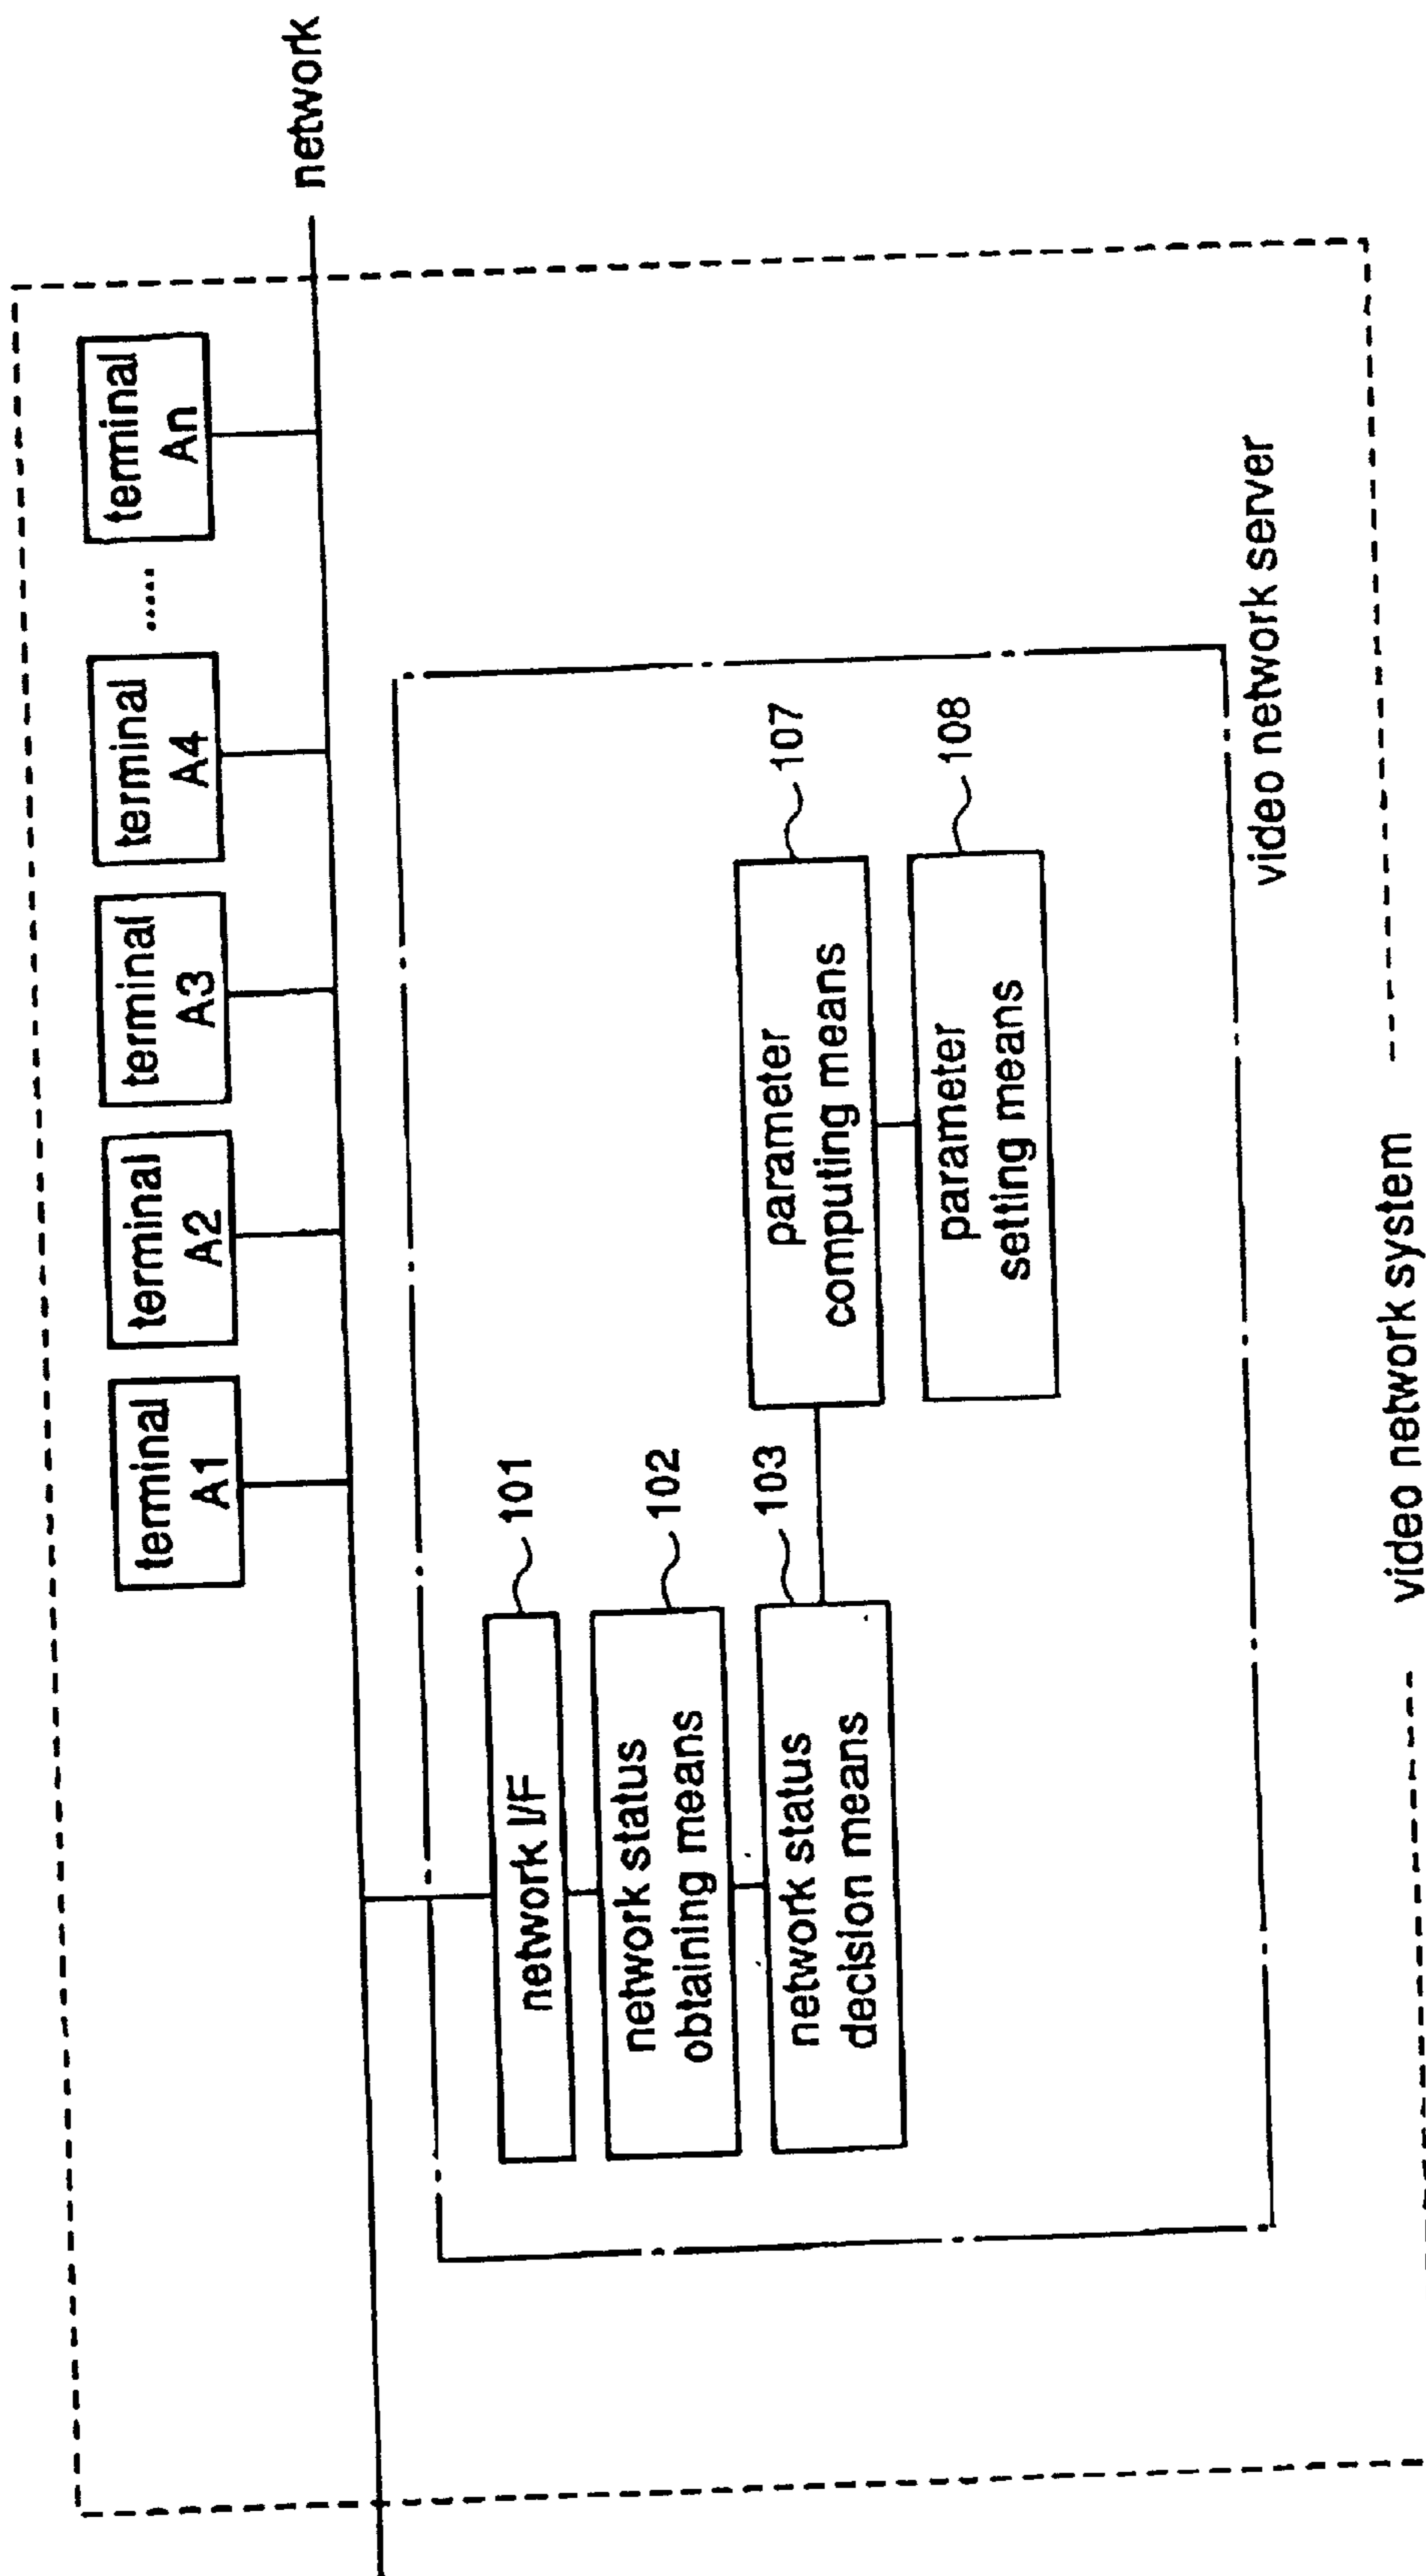 network
terminal
A1
terminal
A2
terminal
A3
terminal
A4
.....
terminal
An
network I/F
101
network status
obtaining means
102
network status
decision means
103
parameter
computing means
107
parameter
setting means
108
video network server
video network system